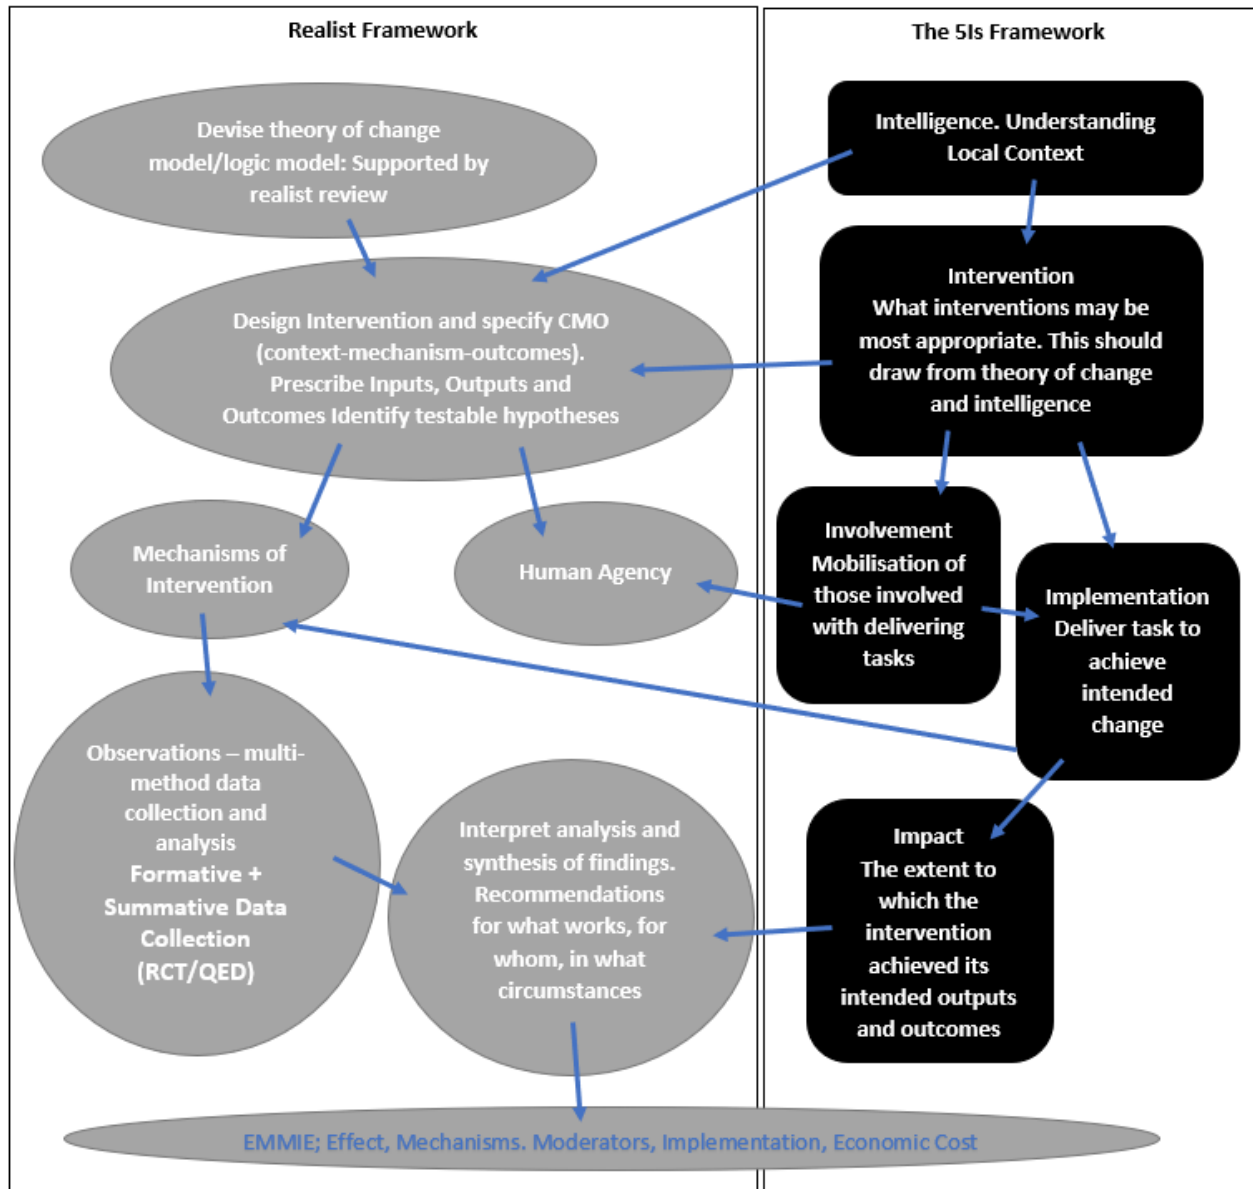 Realist Framework
Devise theory of change
model/logic model: Supported by
realist review
Design Intervention and specify CMO
(context-mechanism-outcomes).
Prescribe Inputs, Outputs and
Outcomes Identify testable hypotheses
Mechanisms of
Intervention
Human Agency
Observations – multi-
method data
collection and
analysis
Formative +
Summative Data
Collection
(RCT/QED)
Interpret analysis and
synthesis of findings.
Recommendations
for what works, for
whom, in what
circumstances
EMMIE; Effect, Mechanisms. Moderators, Implementation, Economic Cost
The 5Is Framework
Intelligence. Understanding
Local Context
Intervention
What interventions may be
most appropriate. This should
draw from theory of change
and intelligence
Involvement
Mobilisation of
those involved
with delivering
tasks
Implementation
Deliver task to
achieve
intended
change
Impact
The extent to
which the
intervention
achieved its
intended outputs
and outcomes